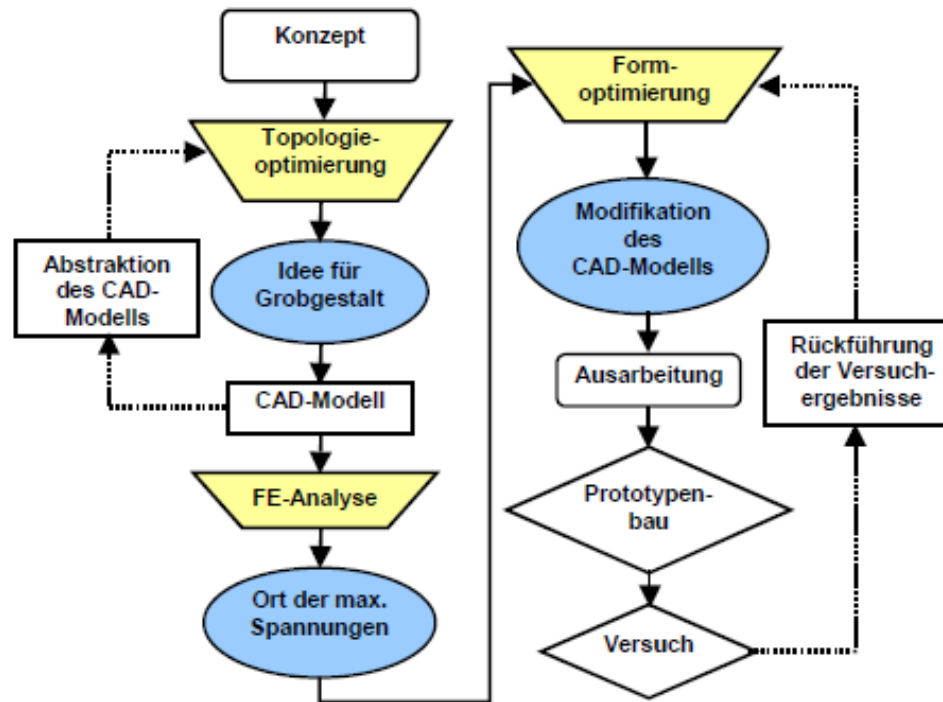 Konzept
Topologie-
optimierung
Idee für
Grobgestalt
Abstraktion
des CAD-
Modells
CAD-Modell
FE-Analyse
Ort der max.
Spannungen
Form-
optimierung
Modifikation
des
CAD-Modells
Ausarbeitung
Prototypen-
bau
Versuch
Rückführung
der Versuch-
ergebnisse